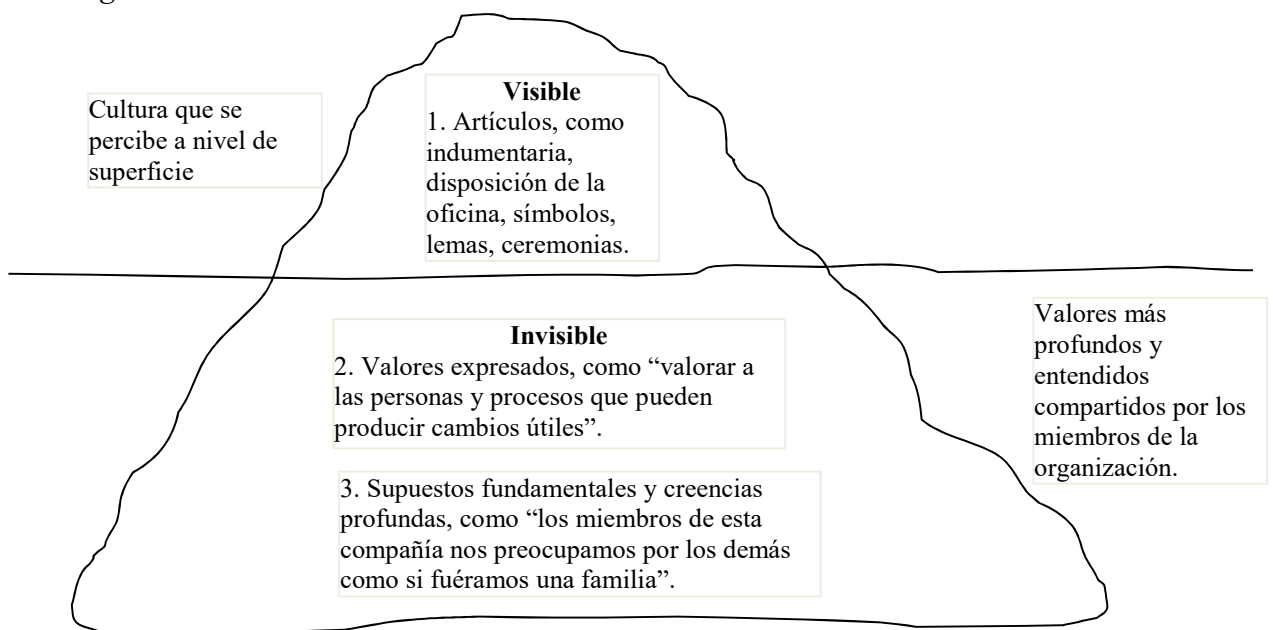 Cultura que se
percibe a nivel de
superficie
Visible
1. Artículos, como
indumentaria,
disposición de la
oficina, símbolos,
lemas, ceremonias.
Invisible
2. Valores expresados, como “valorar a
las personas y procesos que pueden
producir cambios útiles”.
3. Supuestos fundamentales y creencias
profundas, como “los miembros de esta
compañía nos preocupamos por los demás
como si fuéramos una familia”.
Valores más
profundos y
entendidos
compartidos por los
miembros de la
organización.